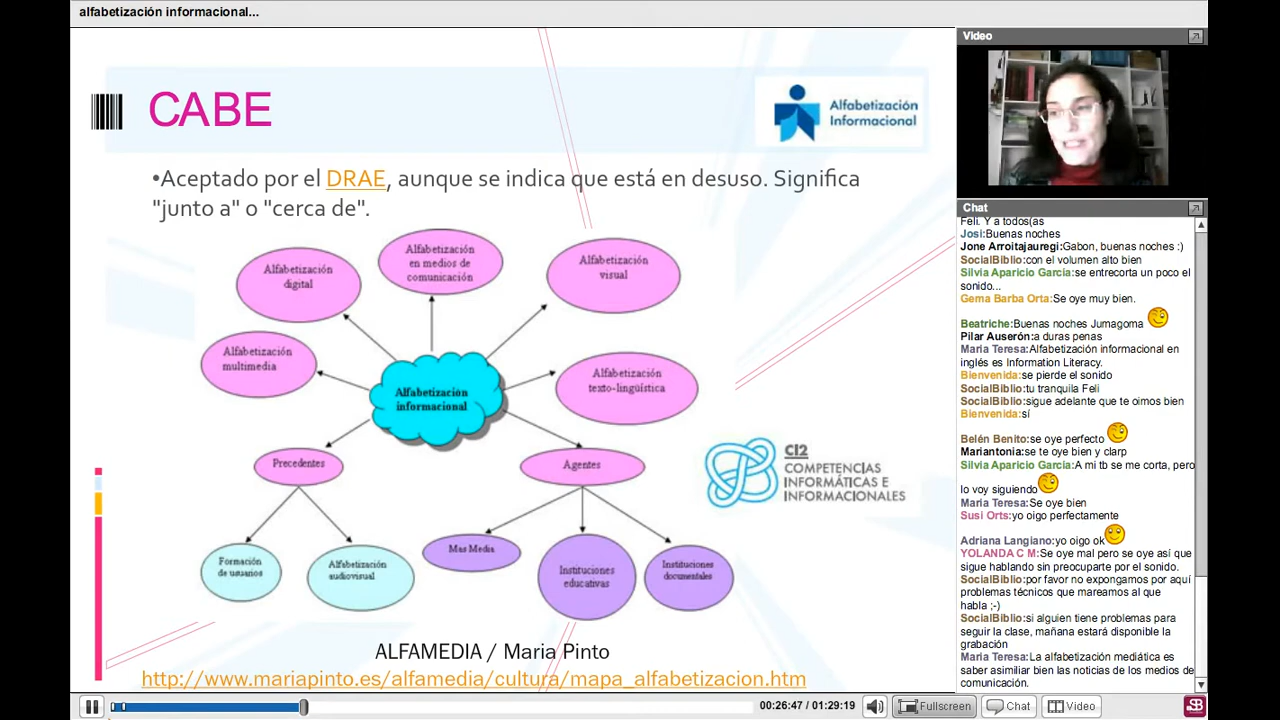 alfabetización informacional...
CABE
Alfabetización
Informacional
•Aceptado por el DRAE, aunque se indica que está en desuso. Significa
"junto a" o "cerca de".
Alfabetización
digital
Alfabetización
en medios de
comunicación
Alfabetización
visual
Alfabetización
multimedia
Alfabetización
informacional
Alfabetización
texto-lingüística
Precedentes
Agentes
Formación
de usuarios
Alfabetización
audiovisual
Mas Media
Instituciones
educativas
Instituciones
documentales
CI2
COMPETENCIAS
INFORMÁTICAS E
INFORMACIONALES
ALFAMEDIA / Maria Pinto
http://www.mariapinto.es/alfamedia/cultura/mapa_alfabetizacion.htm
Video
Chat
Feli. Y a todos(as
Josi:Buenas noches
Jone Arroitajauregi:Gabon, buenas noches :)
SocialBiblio:con el volumen alto bien
Silvia Aparicio García:se entrecorta un poco el
sonido...
Gema Barba Orta:Se oye muy bien.
Beatriche:Buenas noches Jumagoma
Pilar Auserón:a duras penas
Maria Teresa:Alfabetización informacional en
inglés es Information Literacy.
Bienvenida:se pierde el sonido
SocialBiblio:tu tranquila Feli
SocialBiblio:sigue adelante que te oimos bien
Bienvenida:sí
Belén Benito:se oye perfecto
Mariantonia:se te oye bien y clarp
Silvia Aparicio García:A mi tb se me corta, pero
lo voy siguiendo
Maria Teresa:Se oye bien
Susi Orts:yo oigo perfectamente
Adriana Langiano:yo oigo ok
YOLANDA C M:Se oye mal pero se oye así que
sigue hablando sin preocuparte por el sonido.
SocialBiblio:por favor no expongamos por aquí
problemas técnicos que mareamos al que
habla ;-)
SocialBiblio:si alguien tiene problemas para
seguir la clase, mañana estará disponible la
grabación
Maria Teresa:La alfabetización mediática es
saber asimiliar bien las noticias de los medios de
comunicación.
00:26:47 / 01:29:19
Fullscreen
Chat
Video
SB